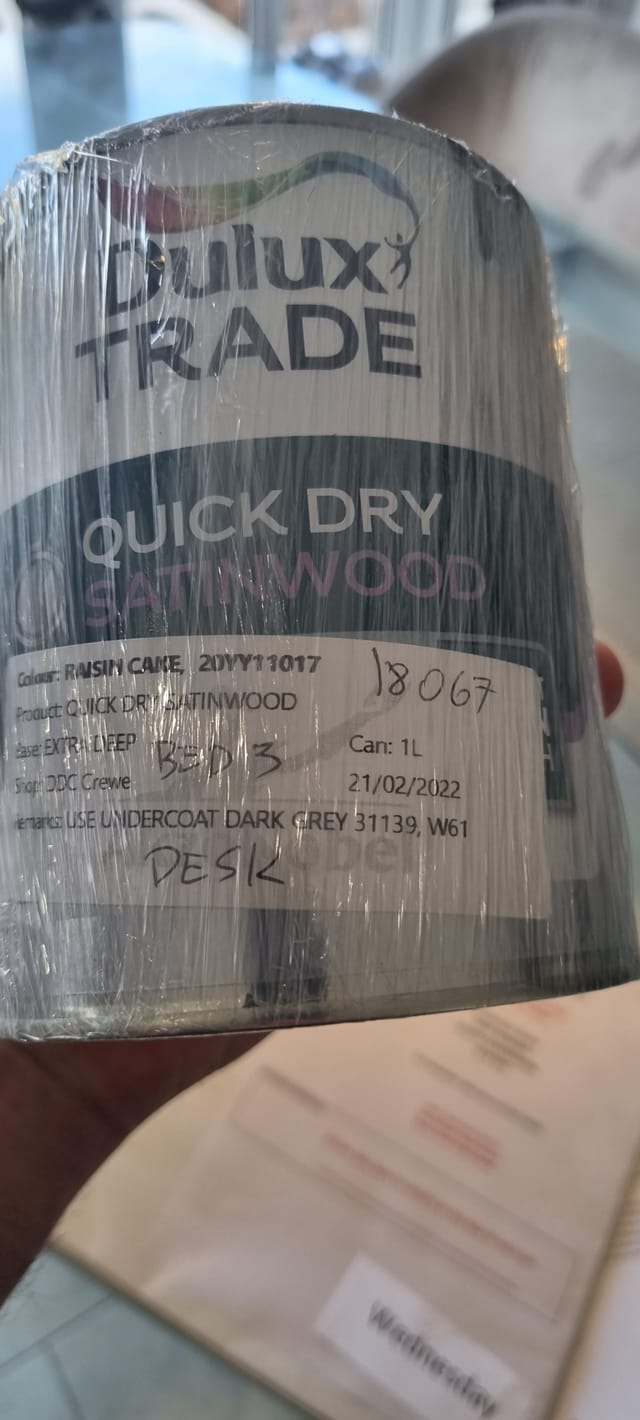 Dulux
TRADE
QUICK DRY
SATINWOOD
Colour: RAISIN CAKE, 20YY11017
18067
Product: QUICK DRY SATINWOOD
Base: EXTRA DEEP
BED 3
Can: 1L
Shop: DDC Crewe
21/02/2022
Remarks: USE UNDERCOAT DARK GREY 31139, W61
DESK
Wednesday